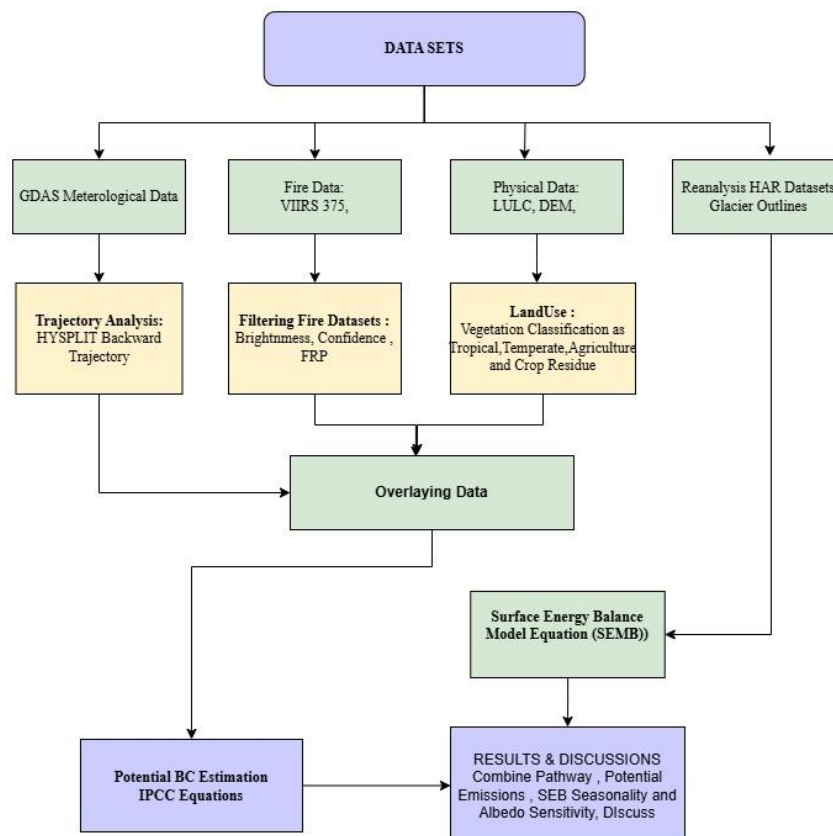 DATA SETS
GDAS Meterological Data
Fire Data:
VIIRS 375,
Physical Data:
LULC, DEM,
Reanalysis HAR Datasets
Glacier Outlines
Trajectory Analysis:
HYSPLIT Backward
Trajectory
Filtering Fire Datasets :
Brightnmess, Confidence ,
FRP
LandUse :
Vegetation Classification as
Tropical,Temperate,Agriculture
and Crop Residue
Overlaying Data
Surface Energy Balance
Model Equation (SEMB))
Potential BC Estimation
IPCC Equations
RESULTS & DISCUSSIONS
Combine Pathway , Potential
Emissions , SEB Seasonality and
Albedo Sensitivity, DIscuss